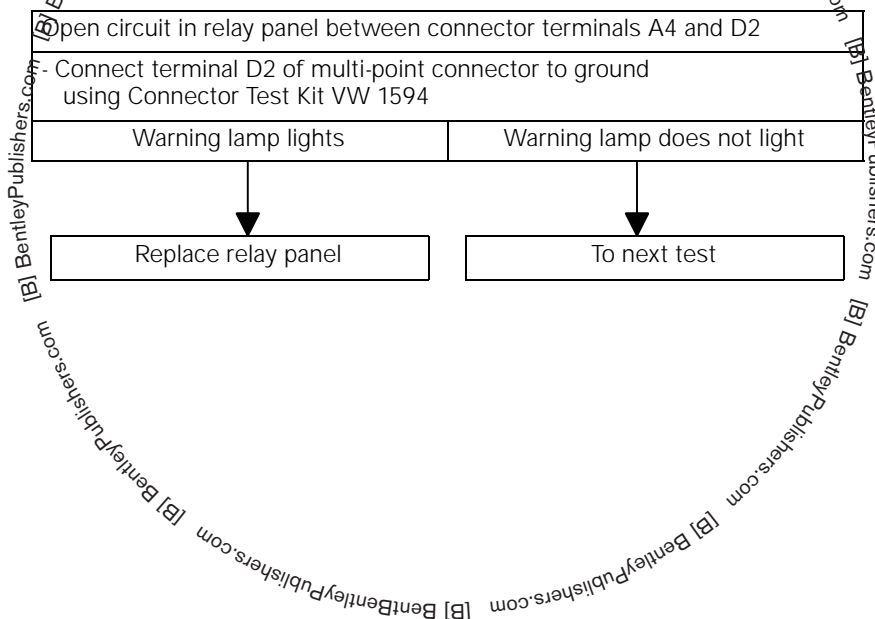 Open circuit in relay panel between connector terminals A4 and D2
- Connect terminal D2 of multi-point connector to ground
using Connector Test Kit VW 1594
Warning lamp lights
Warning lamp does not light
Replace relay panel
To next test
[B] BentleyPublishers.com
[B] BentleyPublishers.com
[B] BentleyPublishers.com
[B] BentleyPublishers.com
[B] BentleyPublishers.com
[B] BentBentleyPublishers.com
[B] BentleyPublishers.com